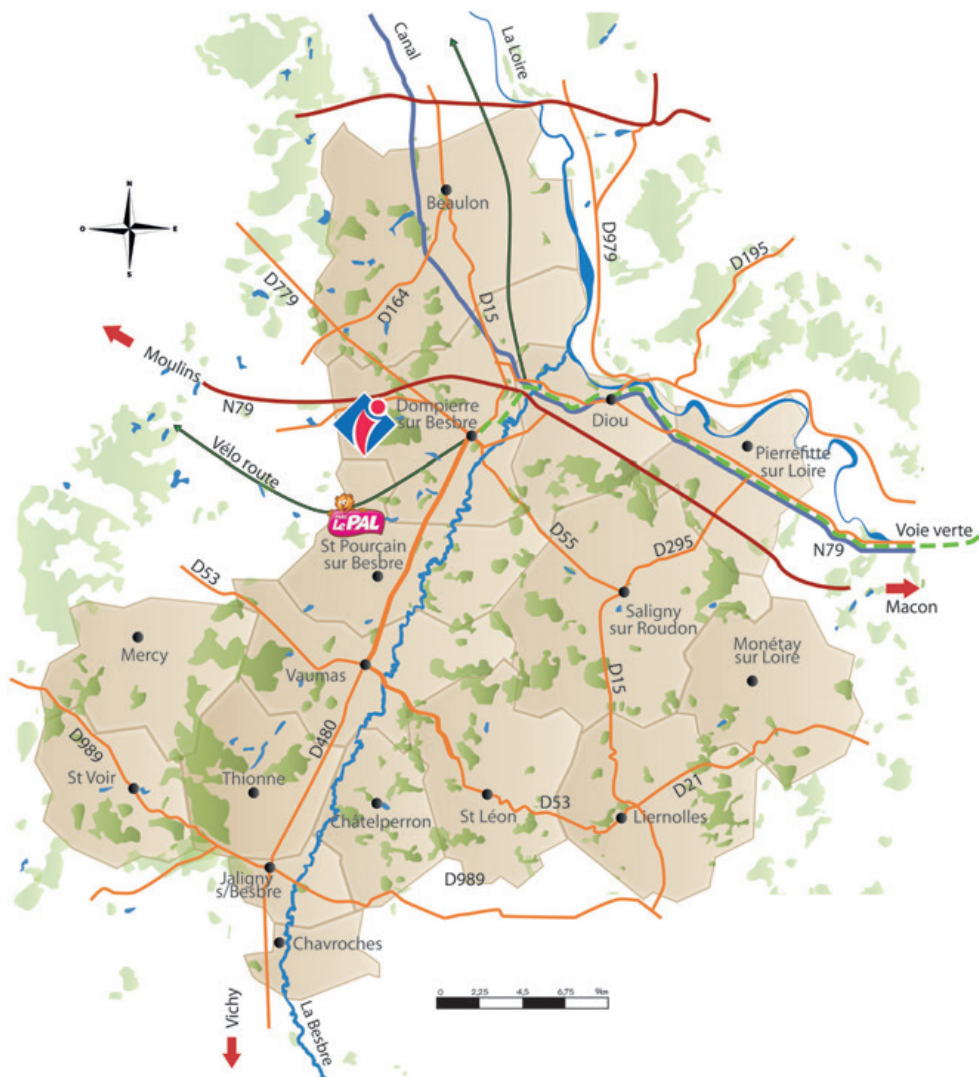 Canal
La Loire
N
O
E
S
Beaulon
D979
D195
D779
D164
D15
Moulins
N79
Dompierre
sur Besbre
Diou
Pierrefitte
sur Loire
Vélo route
Le PAL
Voie verte
N79
St Pourçain
sur Besbre
D55
D295
D53
Macon
Saligny
sur Roudon
Mercy
Monétay
sur Loire
Vaumas
D15
D480
D989
St Voir
Thionne
D21
Châtelperron
St Léon
D53
Liernolles
Jaligny
s/Besbre
D989
Chavroches
0 2,25 4,5 6,75 9km
Vichy
La Besbre